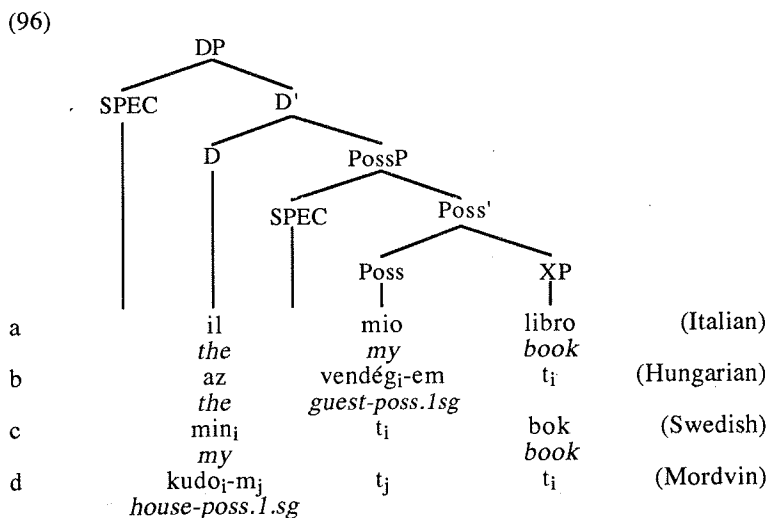 (96)
DP
SPEC D'
D PossP
SPEC Poss'
Poss XP
a il mio libro (Italian)
the my book
b az vendégi-em ti (Hungarian)
the guest-poss.1sg
c mini ti bok (Swedish)
my book
d kudoi-mj tj ti (Mordvin)
house-poss.1.sg